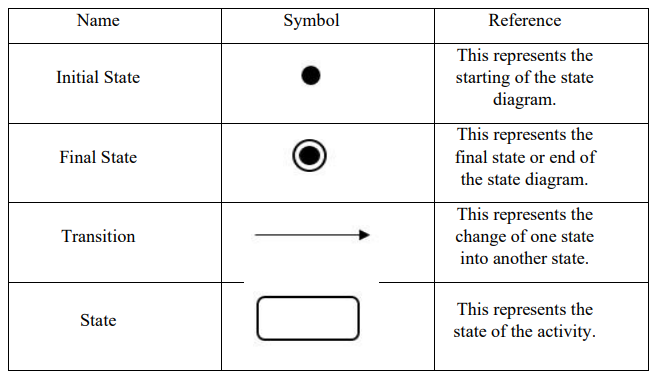 Name Symbol Reference
Initial State
This represents the
starting of the state
diagram.
Final State
This represents the
final state or end of
the state diagram.
Transition
This represents the
change of one state
into another state.
State
This represents the
state of the activity.